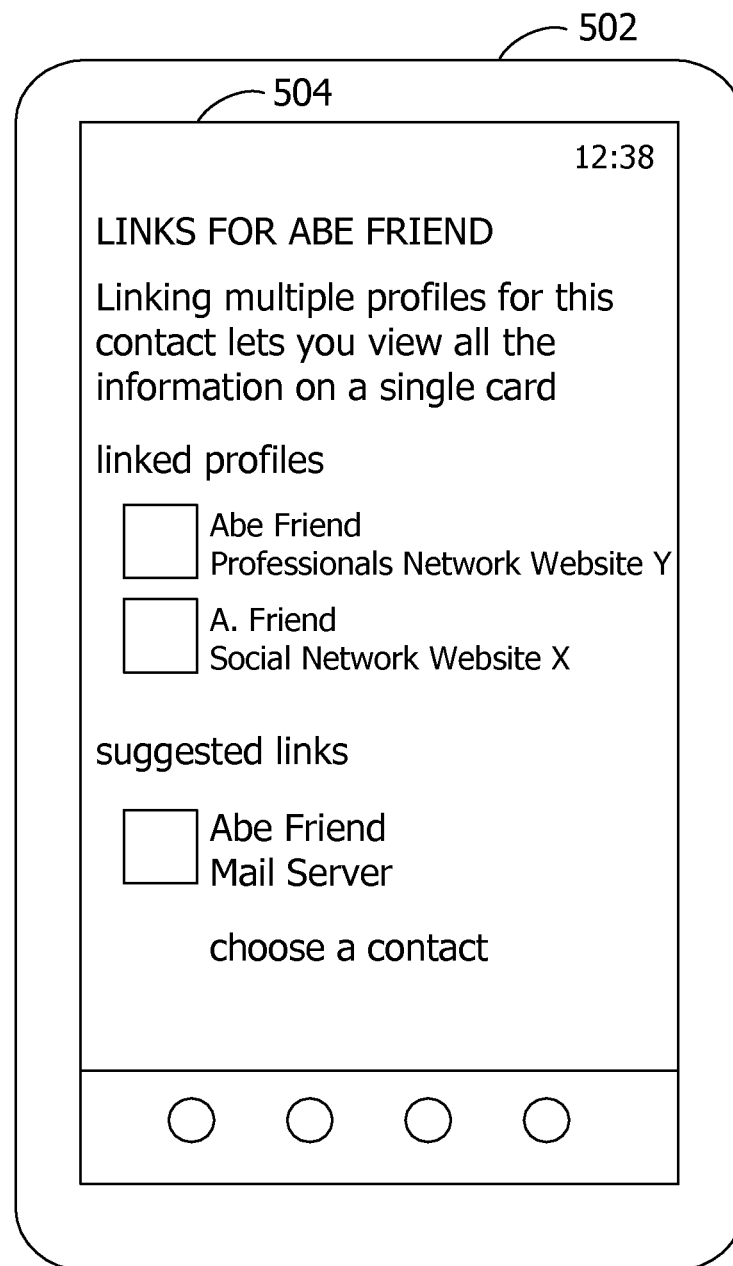 502
504
12:38
LINKS FOR ABE FRIEND
Linking multiple profiles for this
contact lets you view all the
information on a single card
linked profiles
Abe Friend
Professionals Network Website Y
A. Friend
Social Network Website X
suggested links
Abe Friend
Mail Server
choose a contact